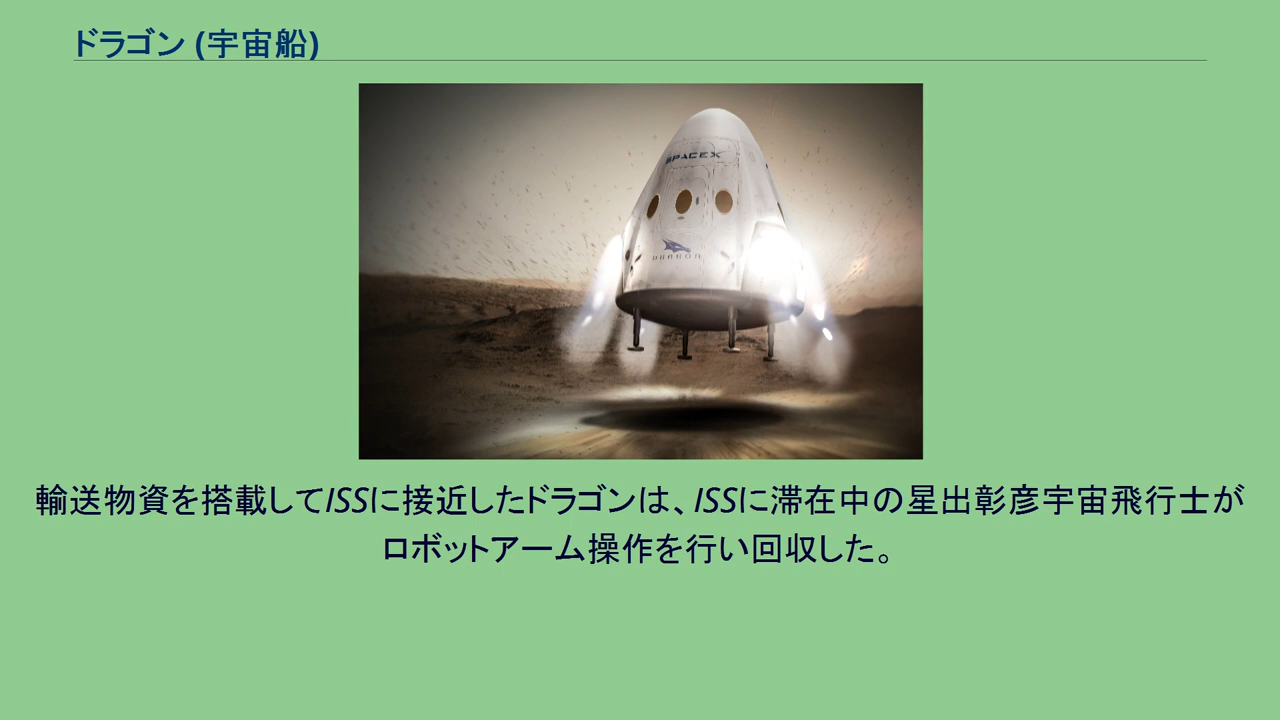 ドラゴン (宇宙船)
SPACEX
DRAGON
輸送物資を搭載してISSに接近したドラゴンは、ISSに滞在中の星出彰彦宇宙飛行士が
ロボットアーム操作を行い回収した。